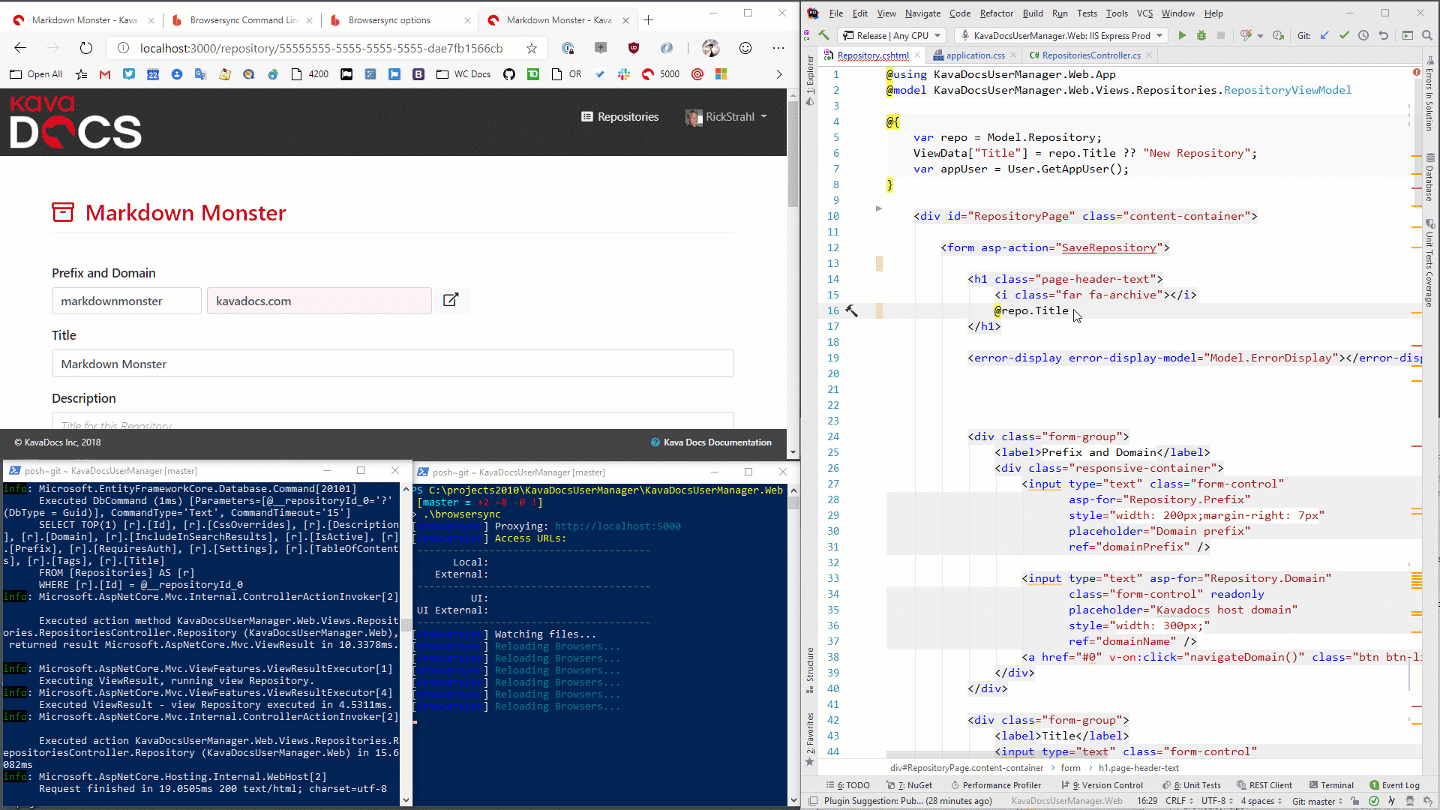 Markdown Monster - Kava
Browsersync Command Lin
Browsersync options
Markdown Monster - Kava
localhost:3000/repository/55555555-5555-5555-5555-dae7fb1566cb
Open All
4200
WC Docs
OR
5000
KAVA
DOCS
Repositories
RickStrahl
Markdown Monster
Prefix and Domain
markdownmonster
kavadocs.com
Title
Markdown Monster
Description
Title for this Repository
© KavaDocs Inc, 2018
Kava Docs Documentation
posh~git ~ KavaDocsUserManager [master]
info: Microsoft.EntityFrameworkCore.Database.Command[20101]
Executed DbCommand (1ms) [Parameters=[@__repositoryId_0='?'
(DbType = Guid)], CommandType='Text', CommandTimeout='15']
SELECT TOP(1) [r].[Id], [r].[CssOverrides], [r].[Description
], [r].[Domain], [r].[IncludeInSearchResults], [r].[IsActive], [r]
.[Prefix], [r].[RequiresAuth], [r].[Settings], [r].[TableOfContent
s], [r].[Tags], [r].[Title]
FROM [Repositories] AS [r]
WHERE [r].[Id] = @__repositoryId_0
info: Microsoft.AspNetCore.Mvc.Internal.ControllerActionInvoker[2]
Executed action method KavaDocsUserManager.Web.Views.Reposit
ories.RepositoriesController.Repository (KavaDocsUserManager.Web),
returned result Microsoft.AspNetCore.Mvc.ViewResult in 10.3378ms.
info: Microsoft.AspNetCore.Mvc.ViewFeatures.ViewResultExecutor[1]
Executing ViewResult, running view Repository.
info: Microsoft.AspNetCore.Mvc.ViewFeatures.ViewResultExecutor[4]
Executed ViewResult - view Repository executed in 4.5311ms.
info: Microsoft.AspNetCore.Mvc.Internal.ControllerActionInvoker[2]
Executed action KavaDocsUserManager.Web.Views.Repositories.R
epositoriesController.Repository (KavaDocsUserManager.Web) in 15.6
082ms
info: Microsoft.AspNetCore.Hosting.Internal.WebHost[2]
Request finished in 19.0505ms 200 text/html; charset=utf-8
posh~git ~ KavaDocsUserManager [master]
PS C:\projects2010\KavaDocsUserManager\KavaDocsUserManager.Web
[master ≡ +2 ~8 -0 !]
> .\browsersync
[Browsersync] Proxying: http://localhost:5000
[Browsersync] Access URLs:
Local:
External:
UI:
UI External:
[Browsersync] Watching files...
[Browsersync] Reloading Browsers...
[Browsersync] Reloading Browsers...
[Browsersync] Reloading Browsers...
[Browsersync] Reloading Browsers...
[Browsersync] Reloading Browsers...
[Browsersync] Reloading Browsers...
File Edit View Navigate Code Refactor Build Run Tests Tools VCS Window Help
Release | Any CPU
KavaDocsUserManager.Web: IIS Express Prod
Git:
Repository.cshtml
application.css
RepositoriesController.cs
1: Explorer
Structure
2: Favorites
Errors In Solution
Database
Unit Tests Coverage
1 @using KavaDocsUserManager.Web.App
2 @model KavaDocsUserManager.Web.Views.Repositories.RepositoryViewModel
3
4 @{
5 var repo = Model.Repository;
6 ViewData["Title"] = repo.Title ?? "New Repository";
7 var appUser = User.GetAppUser();
8 }
9
10 <div id="RepositoryPage" class="content-container">
11
12 <form asp-action="SaveRepository">
13
14 <h1 class="page-header-text">
15 <i class="far fa-archive"></i>
16 @repo.Title
17 </h1>
18
19 <error-display error-display-model="Model.ErrorDisplay"></error-disp
20
21
22
23
24 <div class="form-group">
25 <label>Prefix and Domain</label>
26 <div class="responsive-container">
27 <input type="text" class="form-control"
28 asp-for="Repository.Prefix"
29 style="width: 200px;margin-right: 7px"
30 placeholder="Domain prefix"
31 ref="domainPrefix" />
32
33 <input type="text" asp-for="Repository.Domain"
34 class="form-control" readonly
35 placeholder="Kavadocs host domain"
36 style="width: 300px;"
37 ref="domainName" />
38 <a href="#0" v-on:click="navigateDomain()" class="btn btn-li
39 </div>
40 </div>
41
42 <div class="form-group">
43 <label>Title</label>
44 <input type="text" class="form-control"
div#RepositoryPage.content-container › form › h1.page-header-text
6: TODO
7: NuGet
Performance Profiler
9: Version Control
8: Unit Tests
REST Client
Terminal
1 Event Log
Plugin Suggestion: Pub... (28 minutes ago)
KavaDocsUserManager.Web
16:29 CRLF UTF-8 4 spaces Git: master